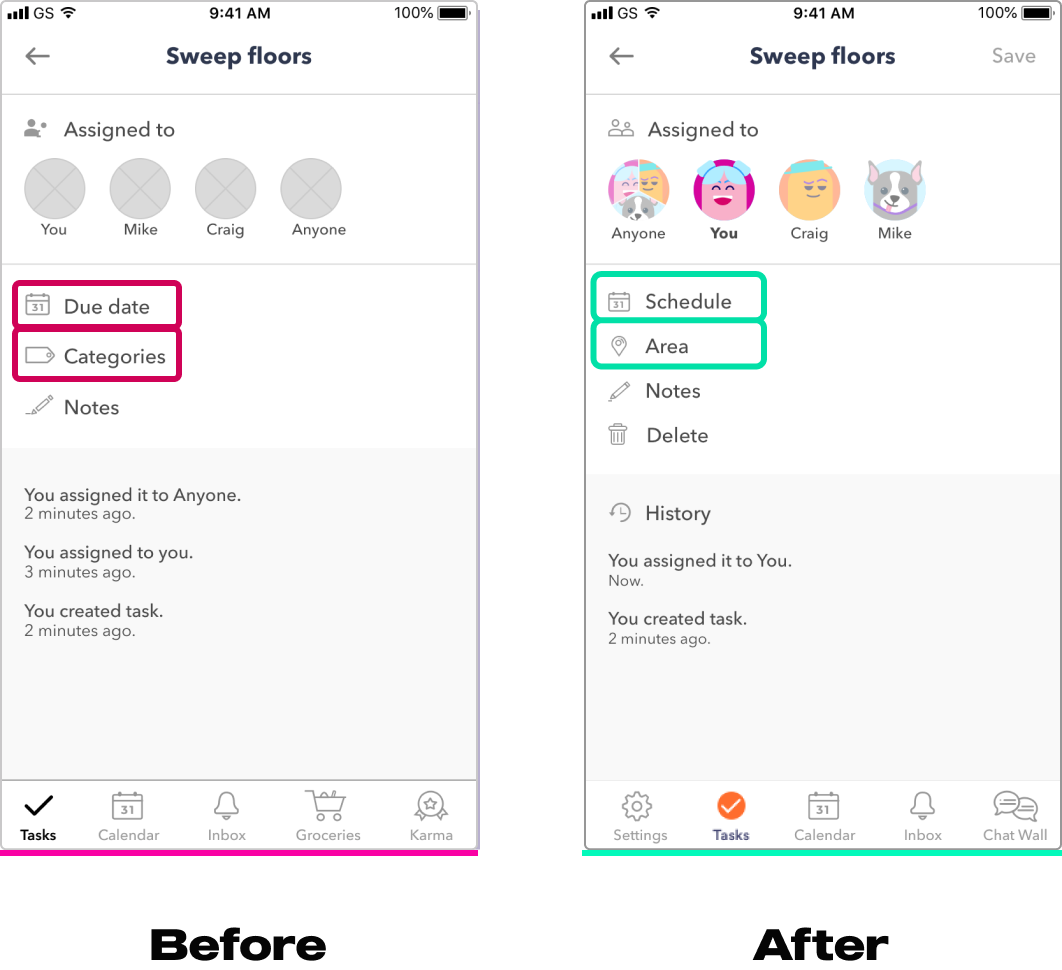 GS 9:41 AM 100%
Sweep floors
Assigned to
You Mike Craig Anyone
31 Due date
Categories
Notes
You assigned it to Anyone.
2 minutes ago.
You assigned to you.
3 minutes ago.
You created task.
2 minutes ago.
31
Tasks Calendar Inbox Groceries Karma
Before
GS 9:41 AM 100%
Sweep floors Save
Assigned to
Anyone You Craig Mike
31 Schedule
Area
Notes
Delete
History
You assigned it to You.
Now.
You created task.
2 minutes ago.
31
Settings Tasks Calendar Inbox Chat Wall
After